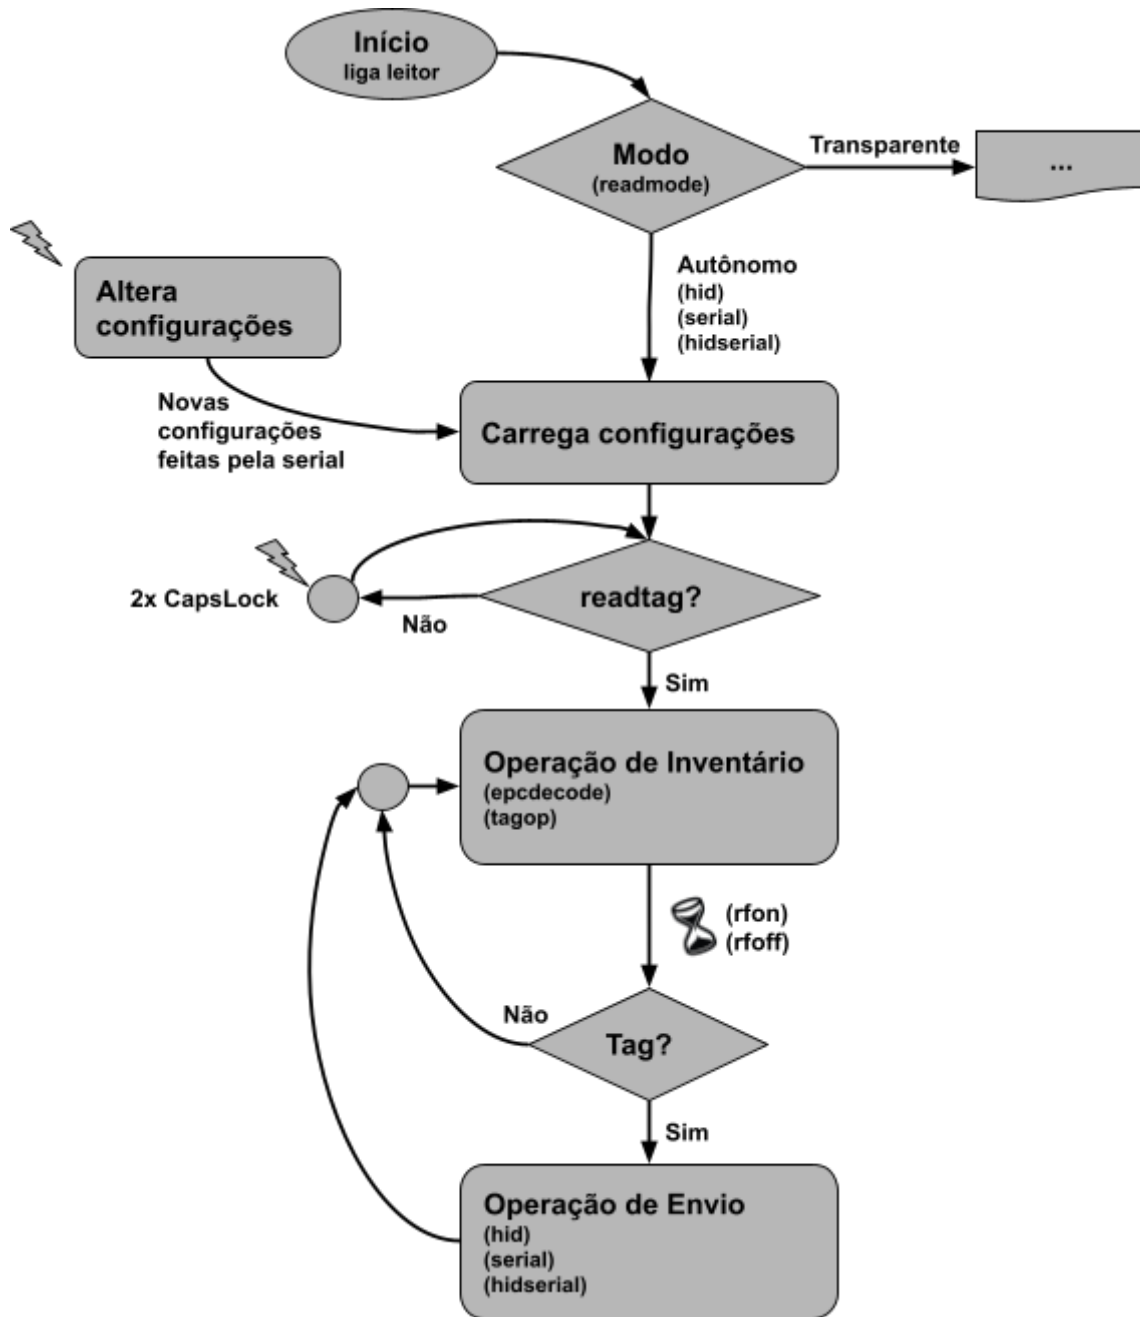 Início
liga leitor
Modo
(readmode)
Transparente
...
Autônomo
(hid)
(serial)
(hidserial)
Altera
configurações
Novas
configurações
feitas pela serial
Carrega configurações
2x CapsLock
Não
readtag?
Sim
Operação de Inventário
(epcdecode)
(tagop)
(rfon)
(rfoff)
Não
Tag?
Sim
Operação de Envio
(hid)
(serial)
(hidserial)